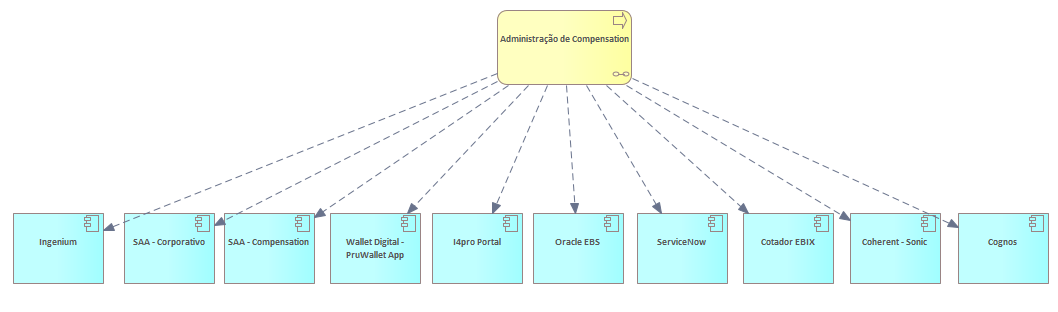 Administração de Compensation
Ingenium
SAA - Corporativo
SAA - Compensation
Wallet Digital -
PruWallet App
I4pro Portal
Oracle EBS
ServiceNow
Cotador EBIX
Coherent - Sonic
Cognos